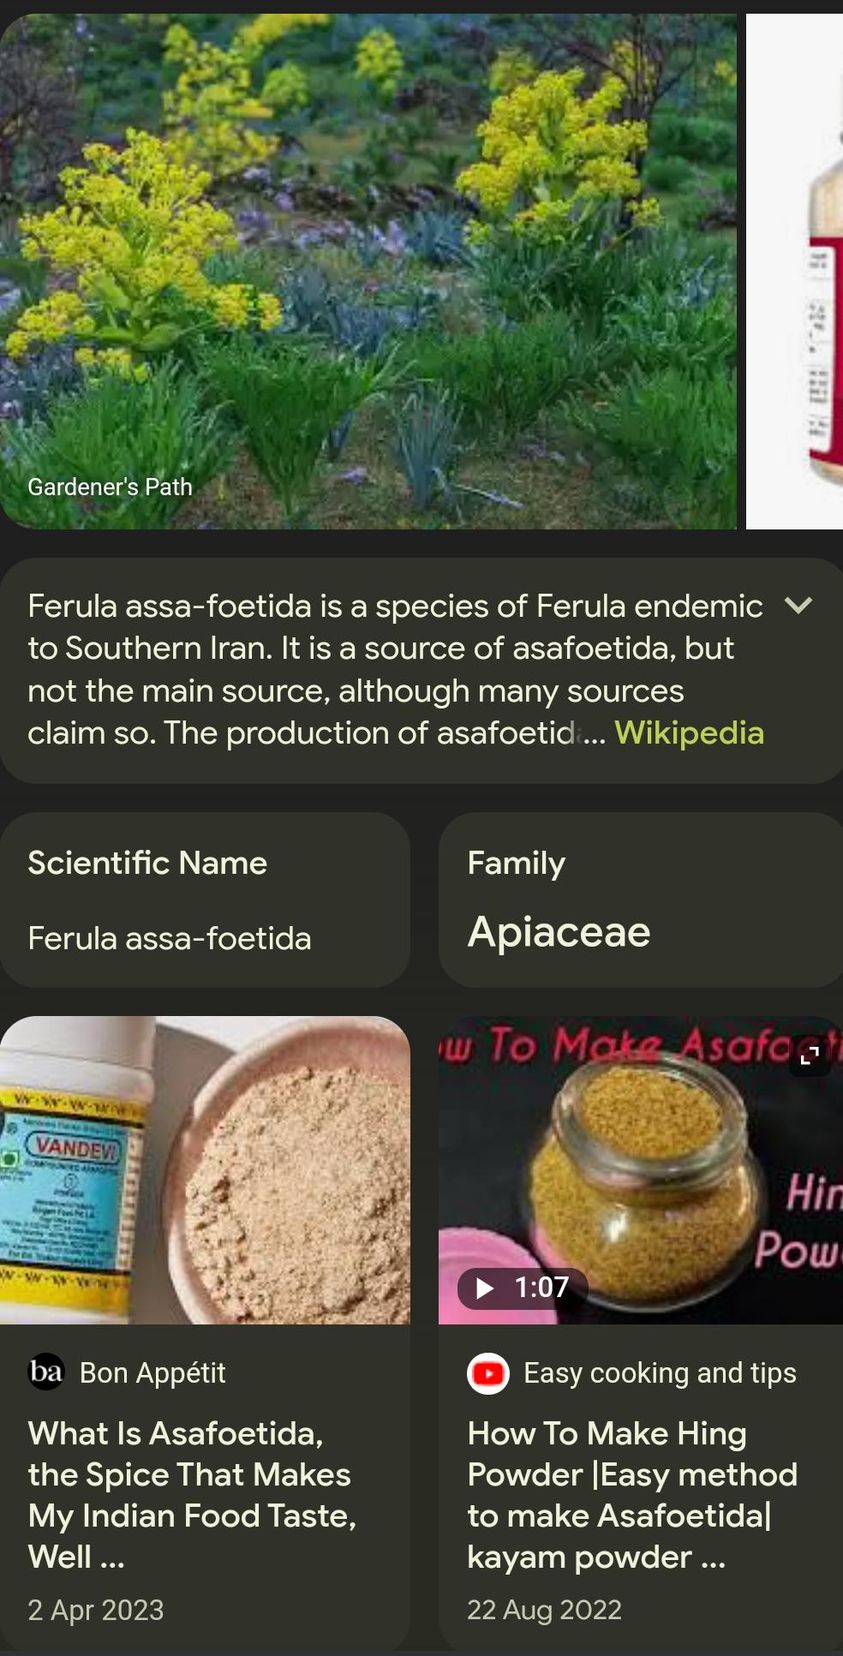 Gardener's Path
Ferula assa-foetida is a species of Ferula endemic
to Southern Iran. It is a source of asafoetida, but
not the main source, although many sources
claim so. The production of asafoetid... Wikipedia
Scientific Name
Ferula assa-foetida
Family
Apiaceae
VANDEVI
ba Bon Appétit
What Is Asafoetida,
the Spice That Makes
My Indian Food Taste,
Well ...
2 Apr 2023
ow To Make Asafoeti
Hin
Pow
1:07
Easy cooking and tips
How To Make Hing
Powder |Easy method
to make Asafoetida|
kayam powder ...
22 Aug 2022